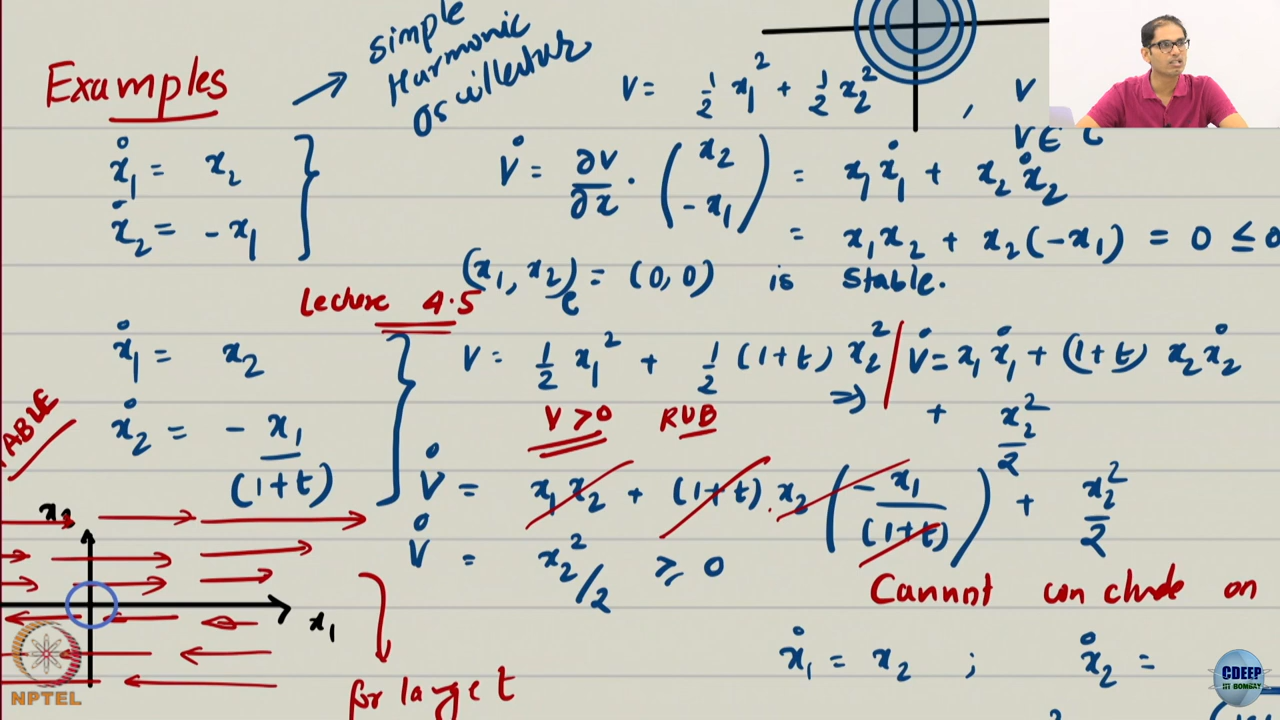 Examples
simple
Harmonic
Oscillator
V = 1/2 x₁² + 1/2 x₂² , V
V ∈ C
ẋ₁ = x₂
ẋ₂ = -x₁
V̇ = ∂V/∂x · (x₂ -x₁) = x₁ẋ₁ + x₂ẋ₂
= x₁x₂ + x₂(-x₁) = 0 ≤ 0
(x₁, x₂)e = (0,0) is stable.
Lecture 4.5
ẋ₁ = x₂
ẋ₂ = - x₁/(1+t)
V = 1/2 x₁² + 1/2 (1+t) x₂²
⇒ V̇ = x₁ẋ₁ + (1+t) x₂ẋ₂
+ x₂²/2
V > 0 RUB
V̇ = x₁x₂ + (1+t) · x₂ (- x₁/(1+t)) + x₂²/2
V̇ = x₂²/2 ≥ 0
Cannot conclude on
ABLE
x₂
x₁
for large t
ẋ₁ = x₂ ; ẋ₂ =
NPTEL
CDEEP
IIT BOMBAY